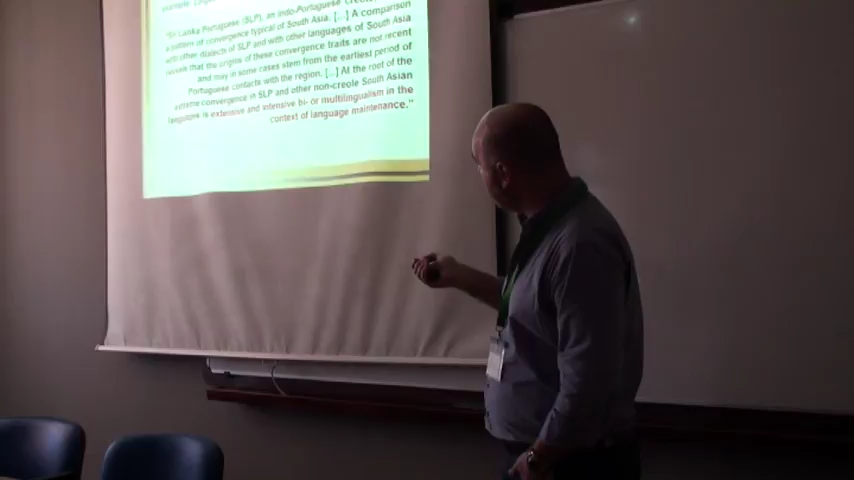 example: 
"Sri Lanka Portuguese (SLP), an Indo-Portuguese creole,
a pattern of convergence typical of South Asia. [...] A comparison
with other dialects of SLP and with other languages of South Asia
reveals that the origins of these convergence traits are not recent
and may in some cases stem from the earliest period of
Portuguese contacts with the region. [...] At the root of the
extreme convergence in SLP and other non-creole South Asian
languages is extensive and intensive bi- or multilingualism in the
context of language maintenance."